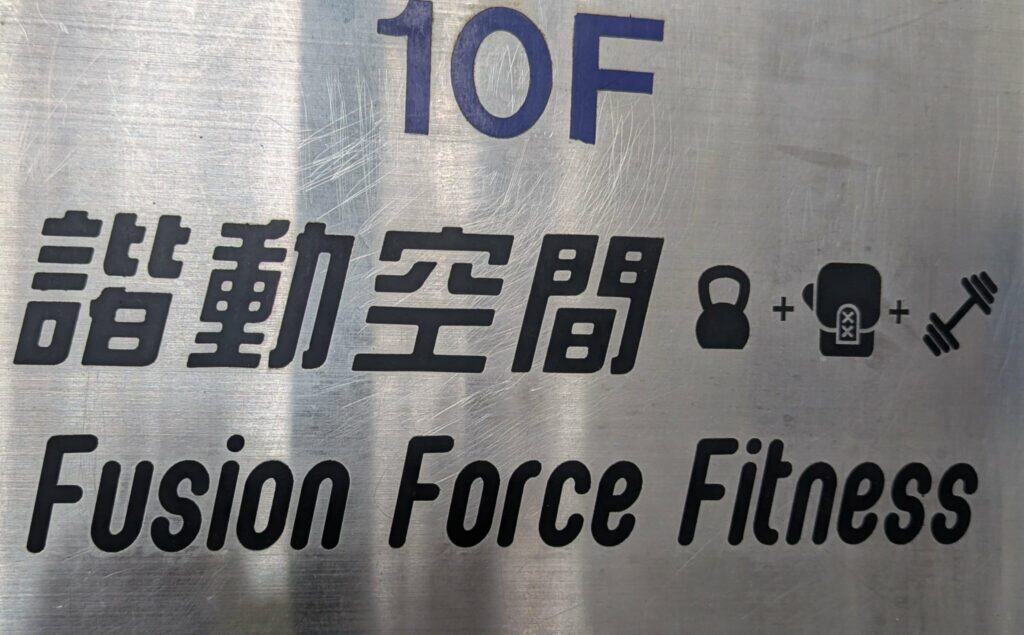 10F
諧動空間 + +
Fusion Force Fitness